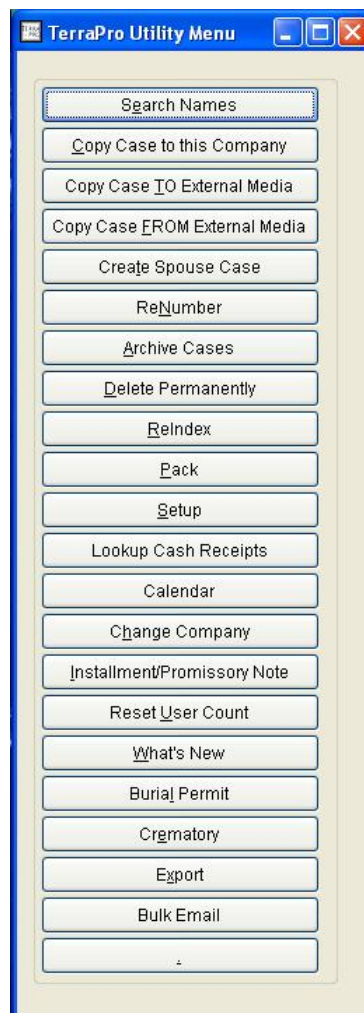 TerraPro Utility Menu
Search Names
Copy Case to this Company
Copy Case TO External Media
Copy Case FROM External Media
Create Spouse Case
ReNumber
Archive Cases
Delete Permanently
ReIndex
Pack
Setup
Lookup Cash Receipts
Calendar
Change Company
Installment/Promissory Note
Reset User Count
What's New
Burial Permit
Crematory
Export
Bulk Email
.